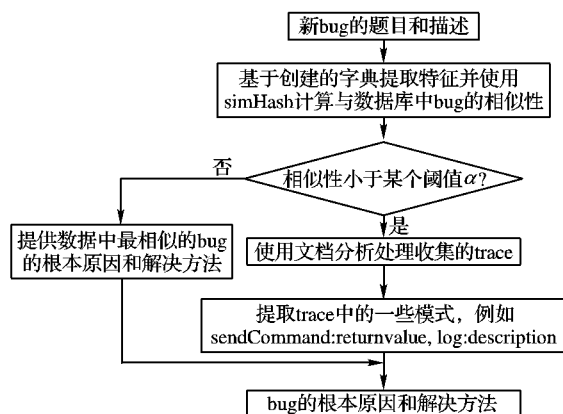 新bug的题目和描述
基于创建的字典提取特征并使用
simHash计算与数据库中bug的相似性
否
相似性小于某个阈值α?
是
提供数据中最相似的bug
的根本原因和解决方法
使用文档分析处理收集的trace
提取trace中的一些模式，例如
sendCommand:returnvalue, log:description
bug的根本原因和解决方法